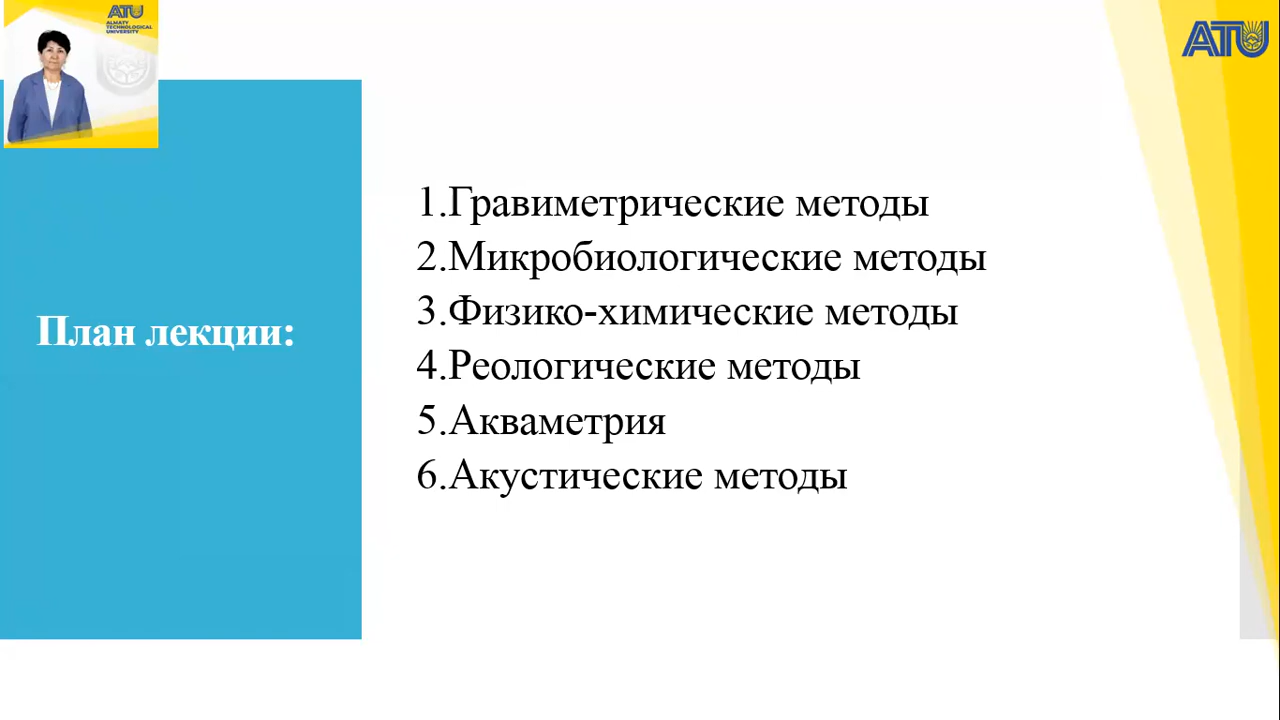 ATU
ALMATY
TECHNOLOGICAL
UNIVERSITY
ATU
План лекции:
1.Гравиметрические методы
2.Микробиологические методы
3.Физико-химические методы
4.Реологические методы
5.Акваметрия
6.Акустические методы